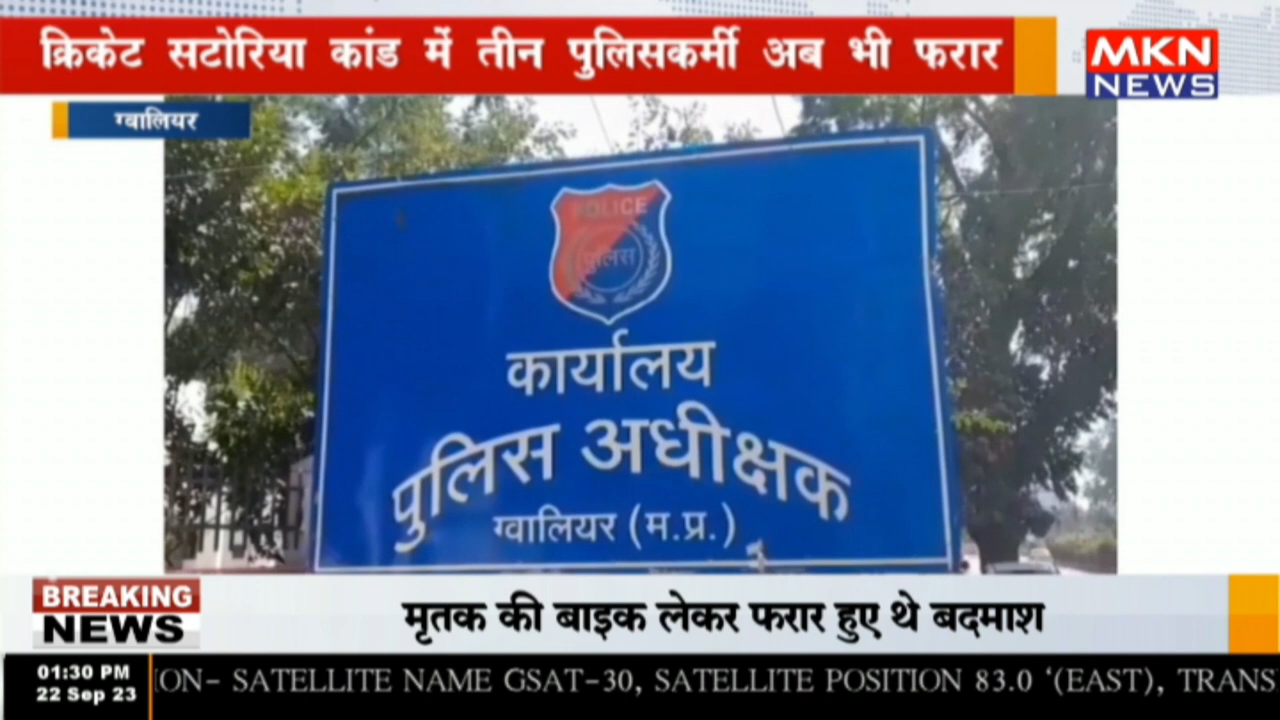 क्रिकेट सटोरिया कांड में तीन पुलिसकर्मी अब भी फरार
MKN
NEWS
ग्वालियर
POLICE
पुलिस
कार्यालय
पुलिस अधीक्षक
ग्वालियर (म.प्र.)
BREAKING
NEWS
मृतक की बाइक लेकर फरार हुए थे बदमाश
01:30 PM
22 Sep 23
ION- SATELLITE NAME GSAT-30, SATELLITE POSITION 83.0 ‘(EAST), TRANS